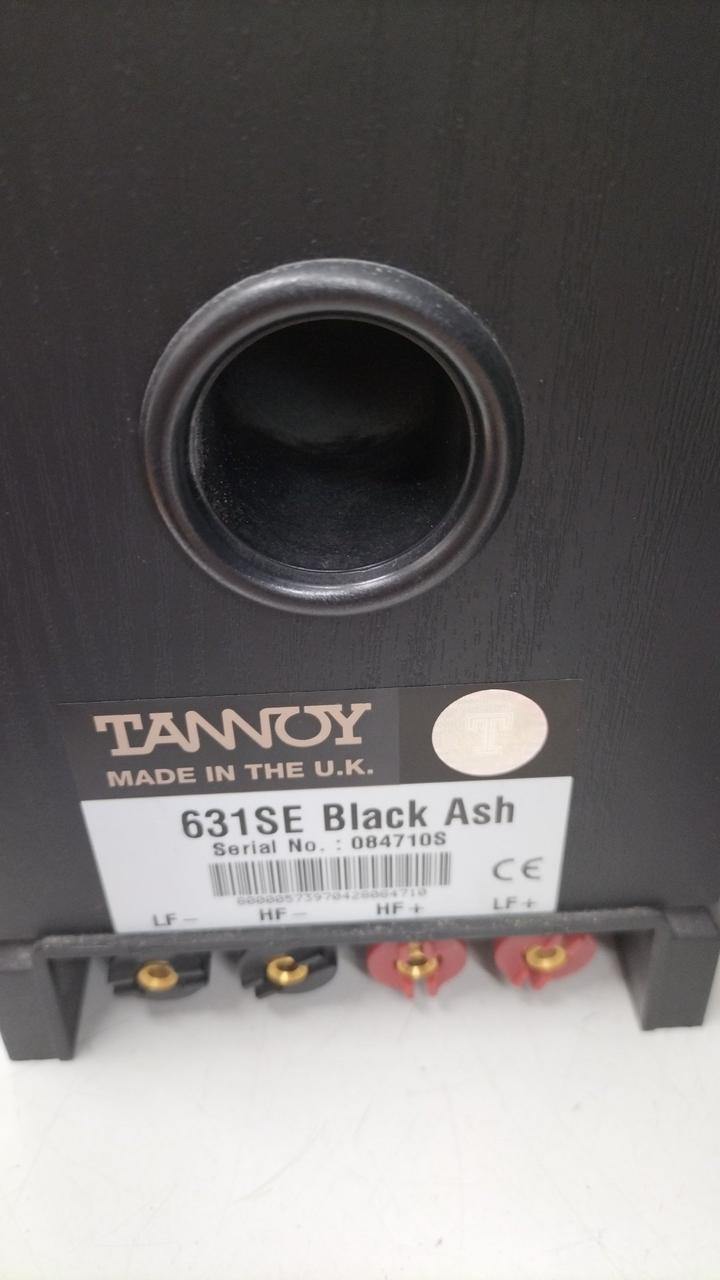 TANNOY
MADE IN THE U.K.
T
631SE Black Ash
Serial No. : 084710S
CE
LF- HF- HF+ LF+